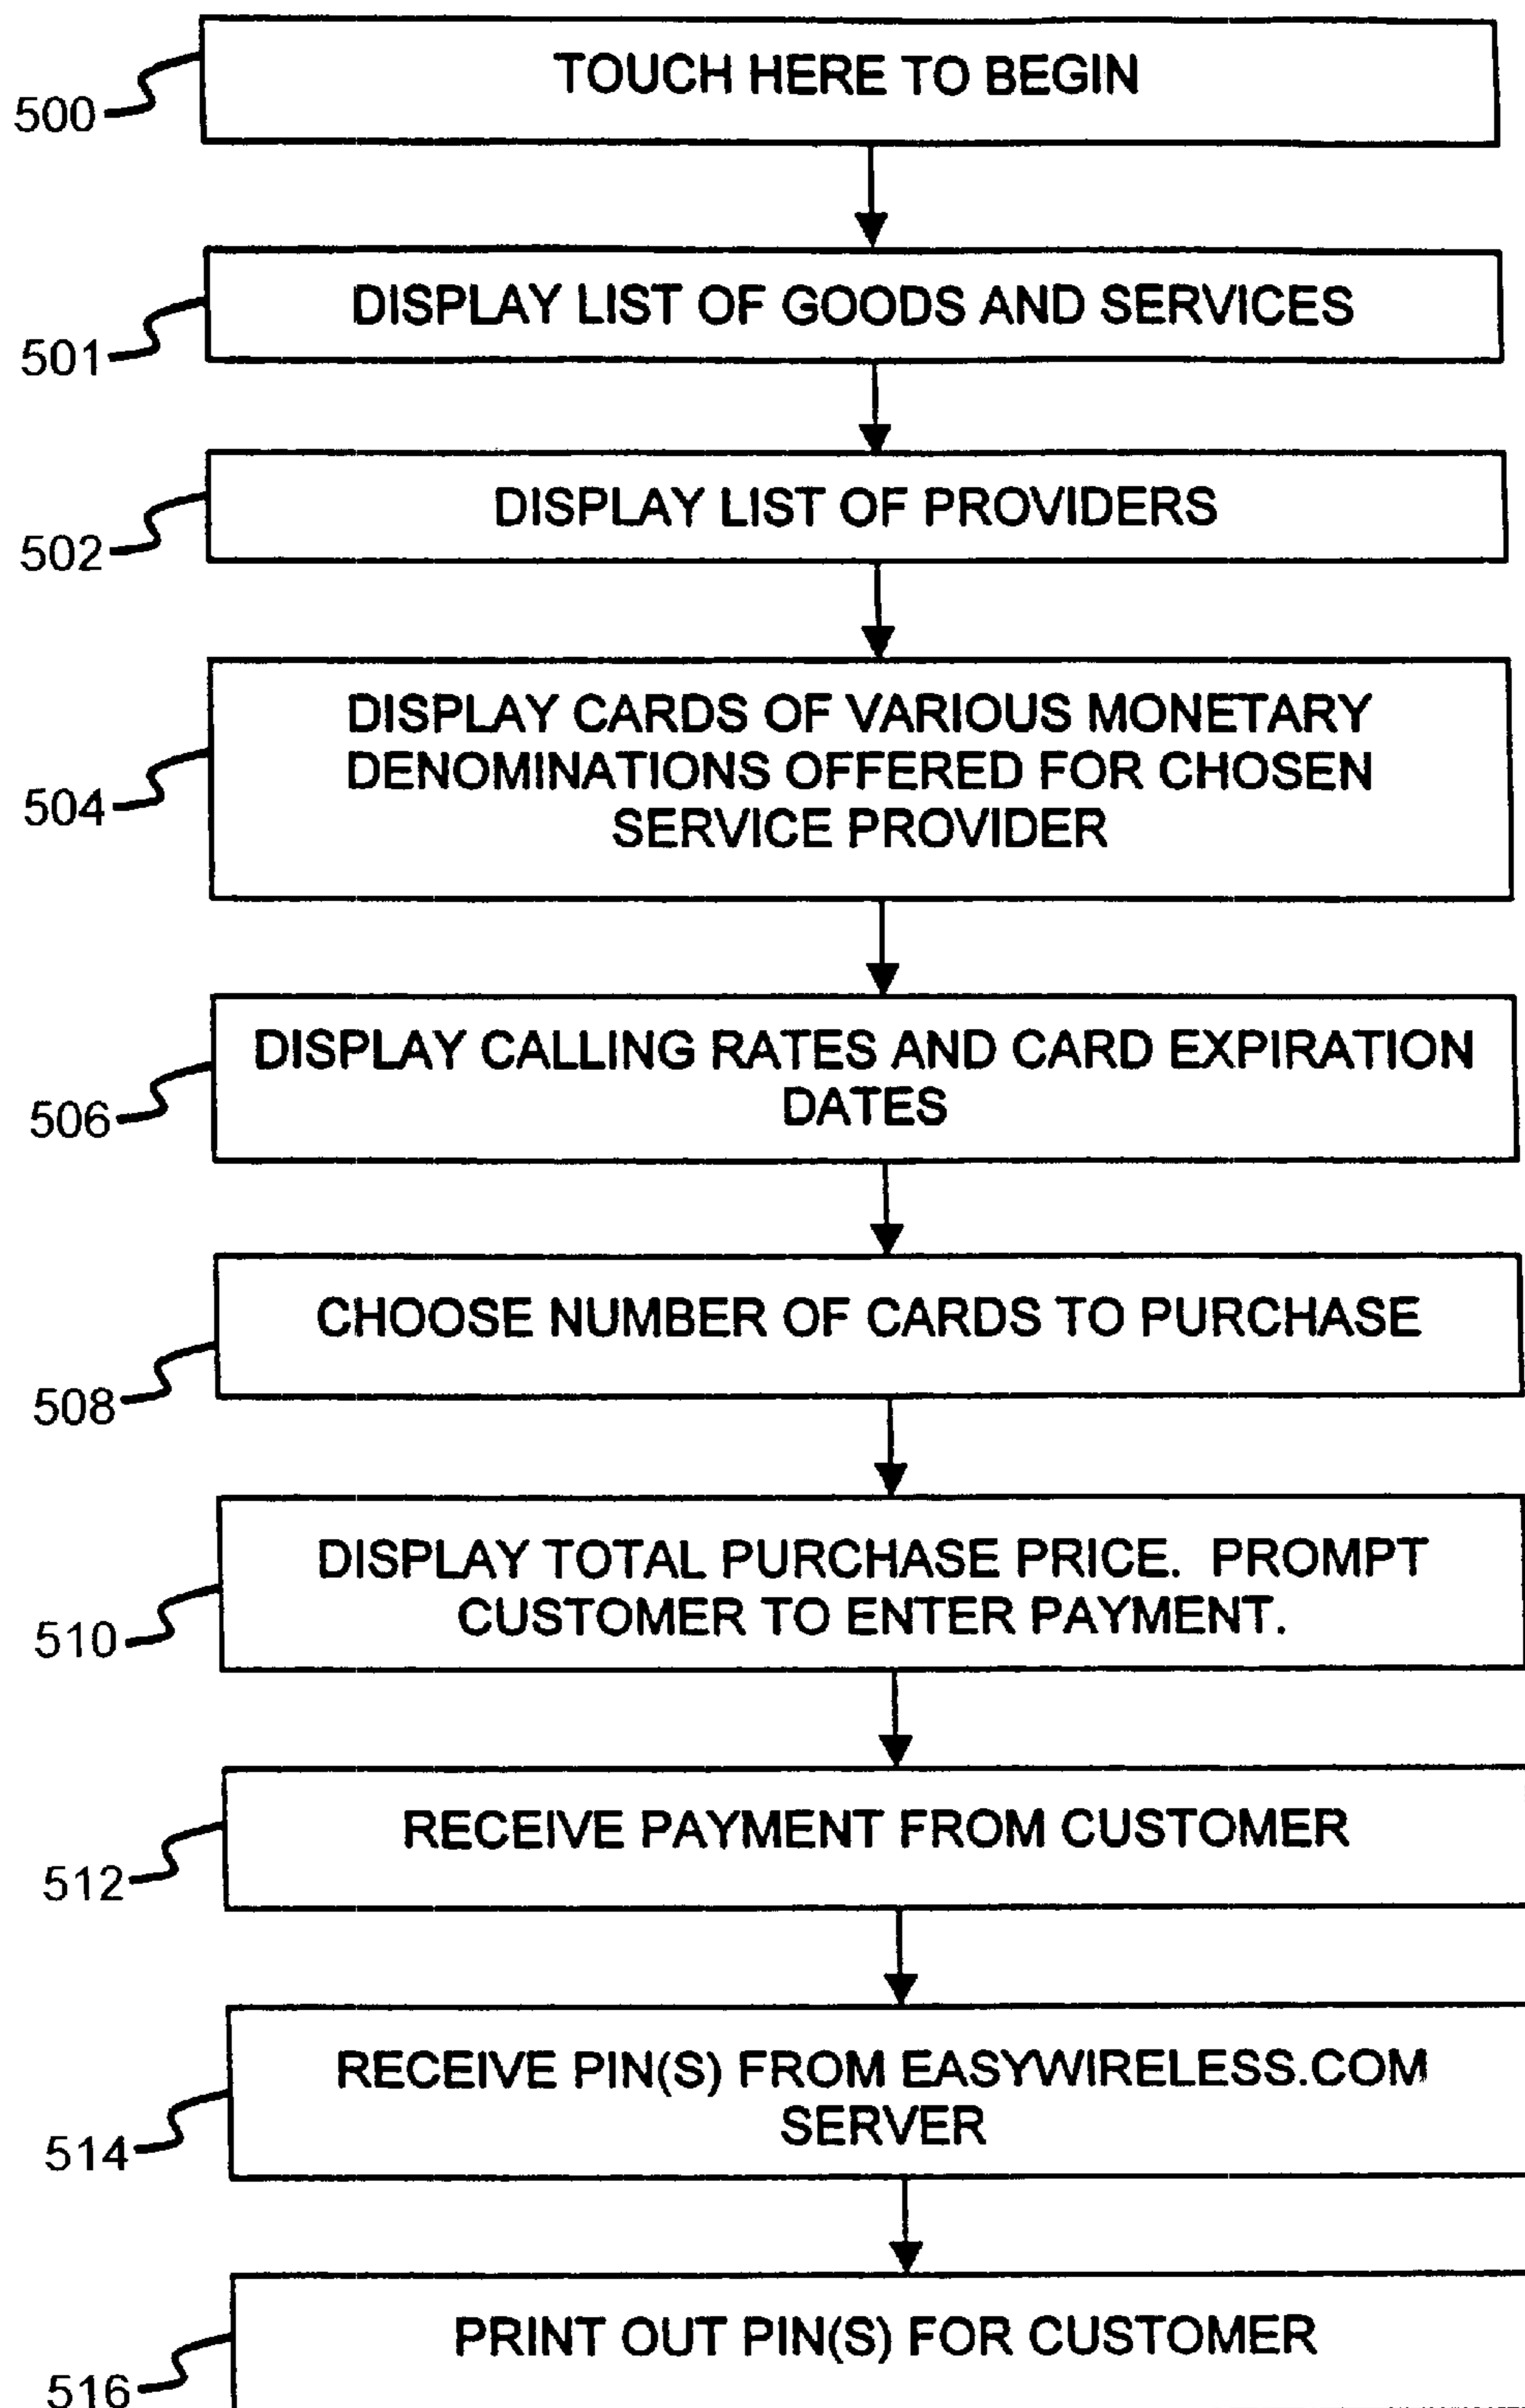 TOUCH HERE TO BEGIN
500
DISPLAY LIST OF GOODS AND SERVICES
501
DISPLAY LIST OF PROVIDERS
502
DISPLAY CARDS OF VARIOUS MONETARY
DENOMINATIONS OFFERED FOR CHOSEN
SERVICE PROVIDER
504
DISPLAY CALLING RATES AND CARD EXPIRATION
DATES
506
CHOOSE NUMBER OF CARDS TO PURCHASE
508
DISPLAY TOTAL PURCHASE PRICE. PROMPT
CUSTOMER TO ENTER PAYMENT.
510
RECEIVE PAYMENT FROM CUSTOMER
512
RECEIVE PIN(S) FROM EASYWIRELESS.COM
SERVER
514
PRINT OUT PIN(S) FOR CUSTOMER
516